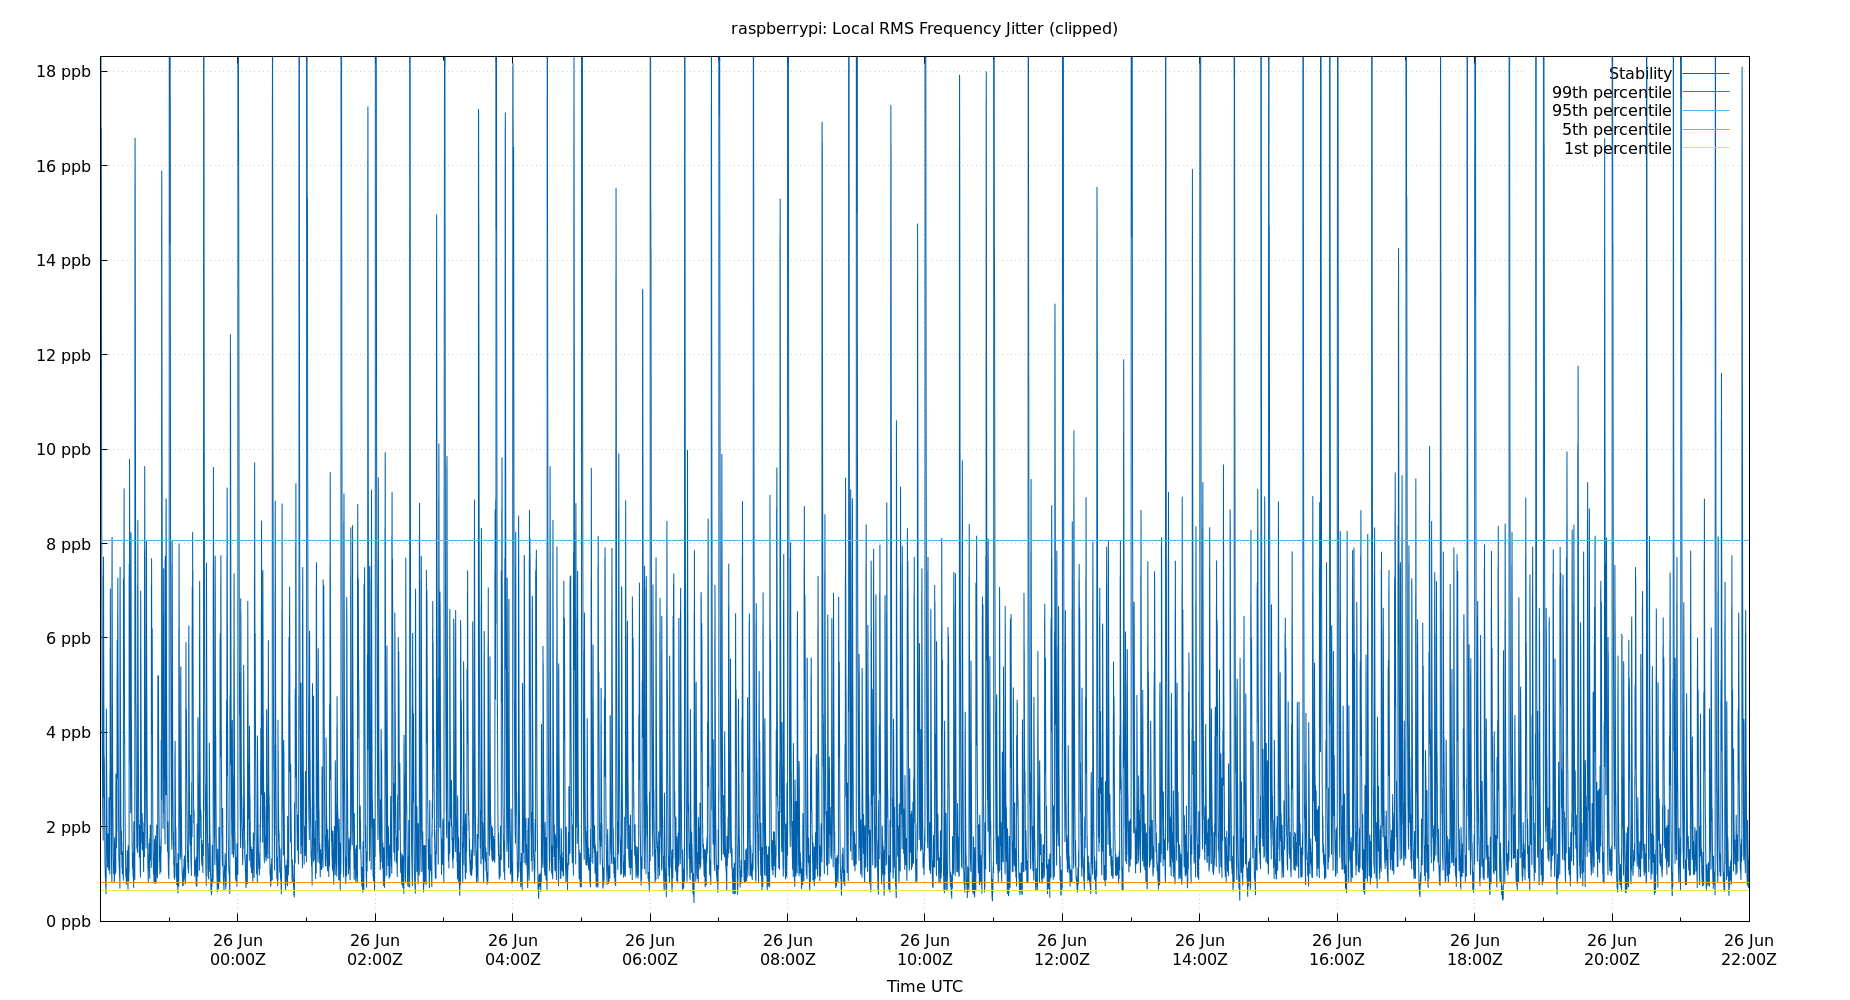 raspberrypi: Local RMS Frequency Jitter (clipped)
18 ppb
16 ppb
14 ppb
12 ppb
10 ppb
8 ppb
6 ppb
4 ppb
2 ppb
0 ppb
Stability
99th percentile
95th percentile
5th percentile
1st percentile
26 Jun 26 Jun 26 Jun 26 Jun 26 Jun 26 Jun 26 Jun 26 Jun 26 Jun 26 Jun 26 Jun 26 Jun
00:00Z 02:00Z 04:00Z 06:00Z 08:00Z 10:00Z 12:00Z 14:00Z 16:00Z 18:00Z 20:00Z 22:00Z
Time UTC